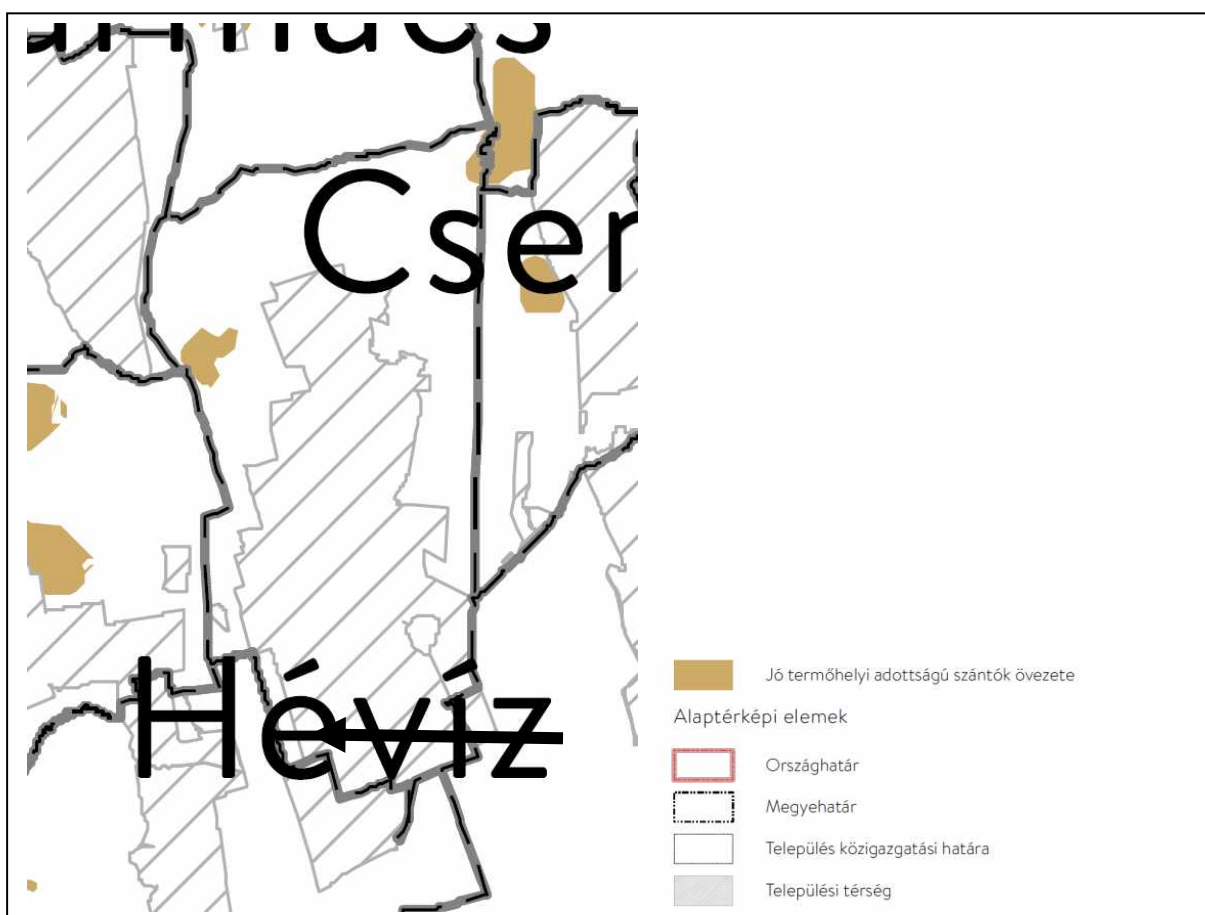 Cser
Hévíz
Jó termőhelyi adottságú szántók övezete
Alaptérképi elemek
Országhatár
Megyehatár
Település közigazgatási határa
Települési térség